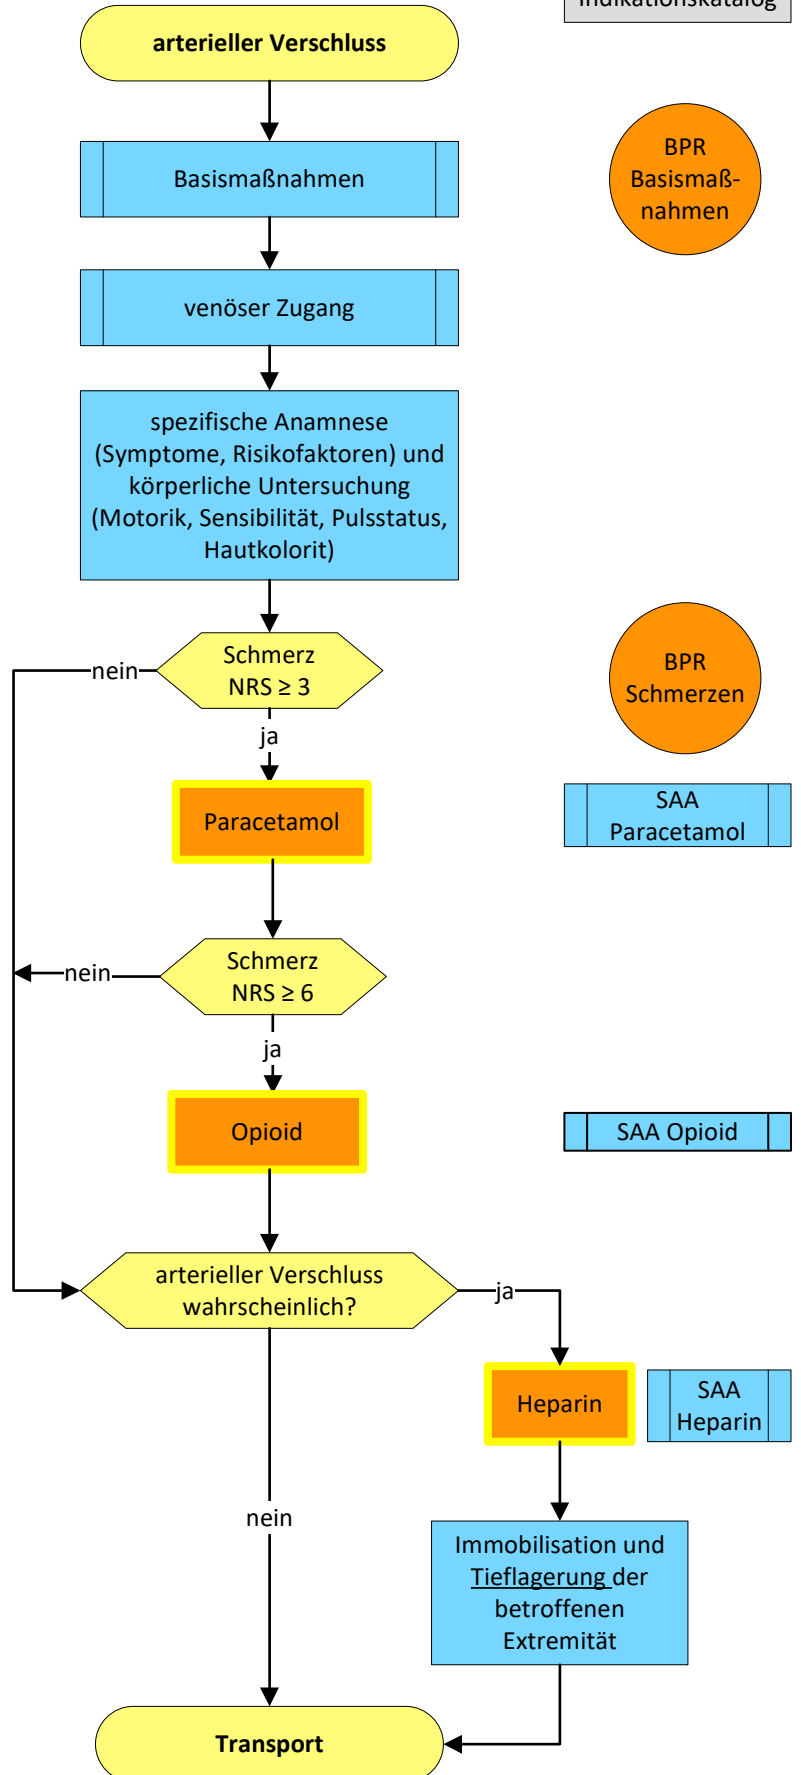 Indikationskatalog
arterieller Verschluss
Basismaßnahmen
BPR
Basismaß-
nahmen
venöser Zugang
spezifische Anamnese
(Symptome, Risikofaktoren) und
körperliche Untersuchung
(Motorik, Sensibilität, Pulsstatus,
Hautkolorit)
Schmerz
NRS ≥ 3
nein
ja
BPR
Schmerzen
Paracetamol
SAA
Paracetamol
Schmerz
NRS ≥ 6
nein
ja
Opioid
SAA Opioid
arterieller Verschluss
wahrscheinlich?
ja
Heparin
SAA
Heparin
nein
Immobilisation und
Tieflagerung der
betroffenen
Extremität
Transport